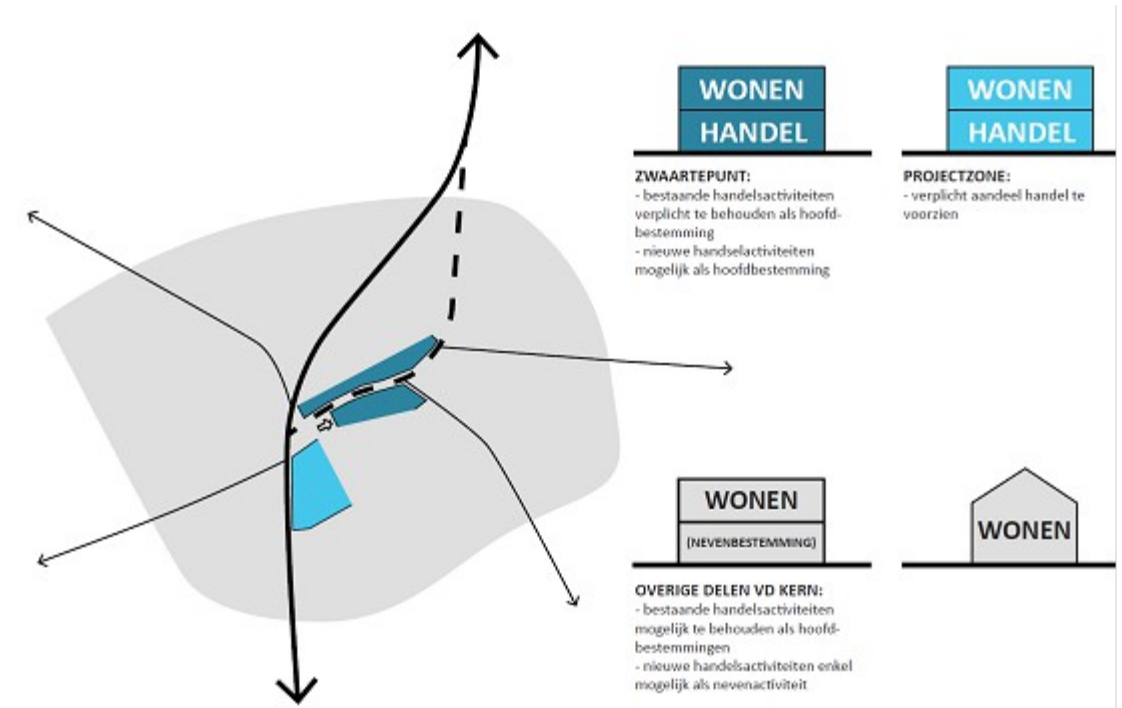 WONEN
HANDEL
ZWAARTEPUNT:
- bestaande handelsactiviteiten
verplicht te behouden als hoofd-
bestemming
- nieuwe handselactiviteiten
mogelijk als hoofdbestemming
WONEN
HANDEL
PROJECTZONE:
- verplicht aandeel handel te
voorzien
WONEN
(NEVENBESTEMMING)
OVERIGE DELEN VD KERN:
- bestaande handelsactiviteiten
mogelijk te behouden als hoofd-
bestemmingen
- nieuwe handelsactiviteiten enkel
mogelijk als nevenactiviteit
WONEN